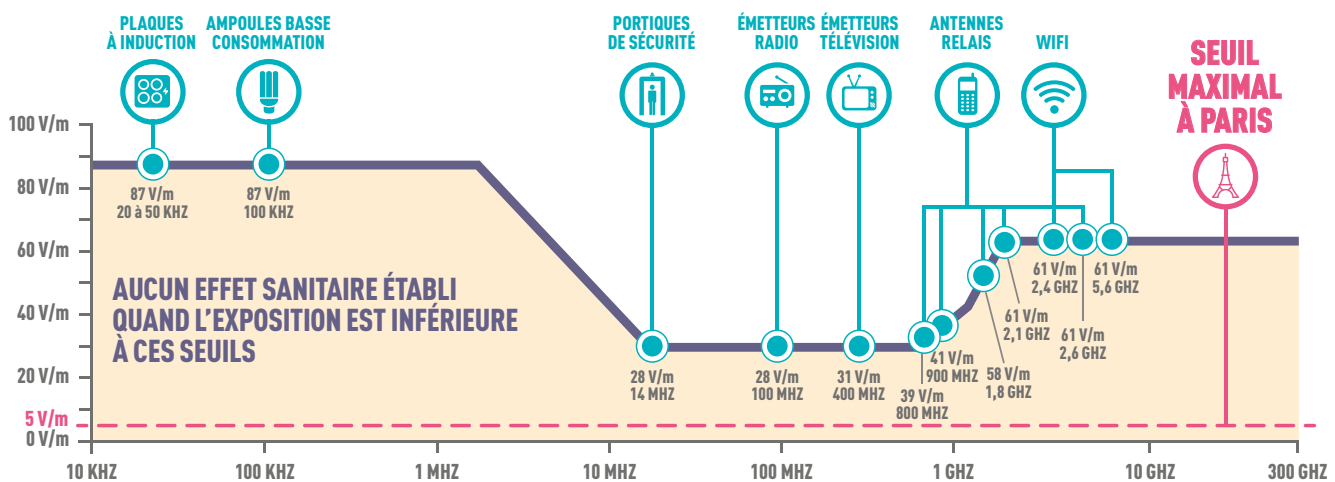 PLAQUES
À INDUCTION
AMPOULES BASSE
CONSOMMATION
PORTIQUES
DE SÉCURITÉ
ÉMETTEURS
RADIO
ÉMETTEURS
TÉLÉVISION
ANTENNES
RELAIS
WIFI
SEUIL
MAXIMAL
À PARIS
100 V/m
80 V/m
60 V/m
40 V/m
20 V/m
5 V/m
0 V/m
87 V/m
20 à 50 KHZ
87 V/m
100 KHZ
AUCUN EFFET SANITAIRE ÉTABLI
QUAND L'EXPOSITION EST INFÉRIEURE
À CES SEUILS
28 V/m
14 MHZ
28 V/m
100 MHZ
31 V/m
400 MHZ
39 V/m
800 MHZ
41 V/m
900 MHZ
58 V/m
1,8 GHZ
61 V/m
2,1 GHZ
61 V/m
2,4 GHZ
61 V/m
2,6 GHZ
61 V/m
5,6 GHZ
10 KHZ
100 KHZ
1 MHZ
10 MHZ
100 MHZ
1 GHZ
10 GHZ
300 GHZ